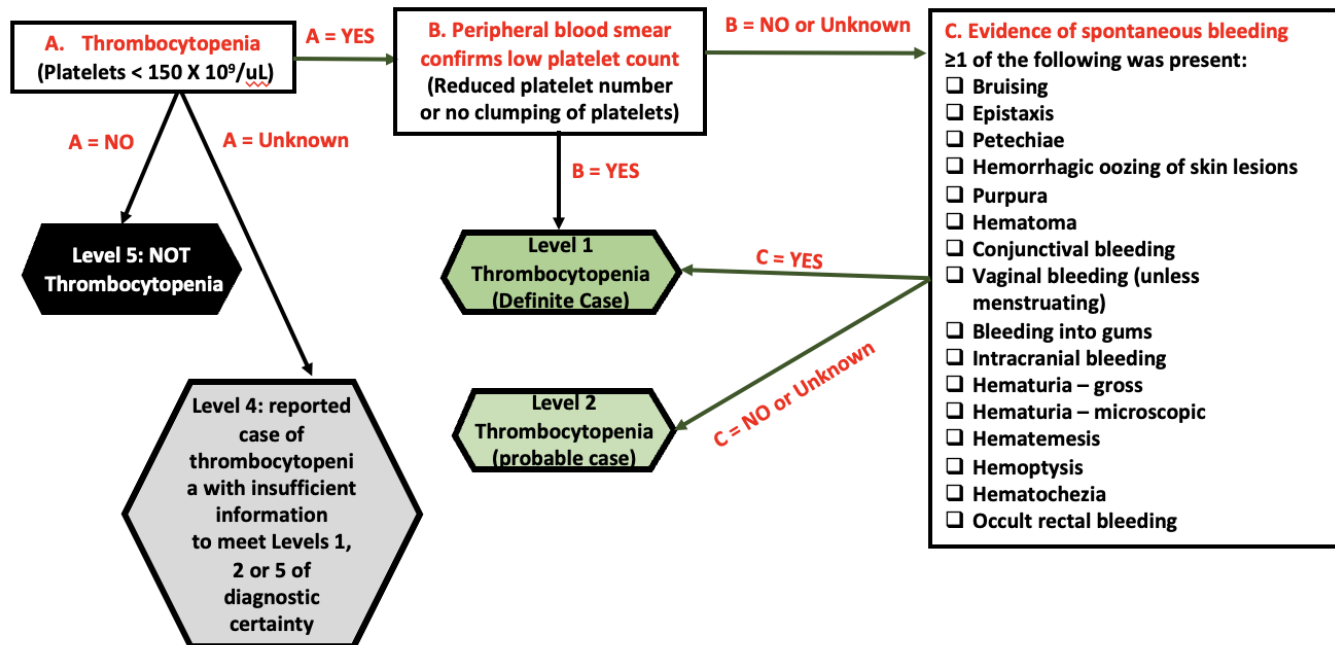 A. Thrombocytopenia
(Platelets < 150 X 10⁹/uL)
A = YES
B. Peripheral blood smear
confirms low platelet count
(Reduced platelet number
or no clumping of platelets)
B = NO or Unknown
C. Evidence of spontaneous bleeding
≥1 of the following was present:
❑ Bruising
❑ Epistaxis
❑ Petechiae
❑ Hemorrhagic oozing of skin lesions
❑ Purpura
❑ Hematoma
❑ Conjunctival bleeding
❑ Vaginal bleeding (unless
menstruating)
❑ Bleeding into gums
❑ Intracranial bleeding
❑ Hematuria – gross
❑ Hematuria – microscopic
❑ Hematemesis
❑ Hemoptysis
❑ Hematochezia
❑ Occult rectal bleeding
A = NO
A = Unknown
B = YES
Level 5: NOT
Thrombocytopenia
Level 1
Thrombocytopenia
(Definite Case)
C = YES
C = NO or Unknown
Level 2
Thrombocytopenia
(probable case)
Level 4: reported
case of
thrombocytopeni
a with insufficient
information
to meet Levels 1,
2 or 5 of
diagnostic
certainty